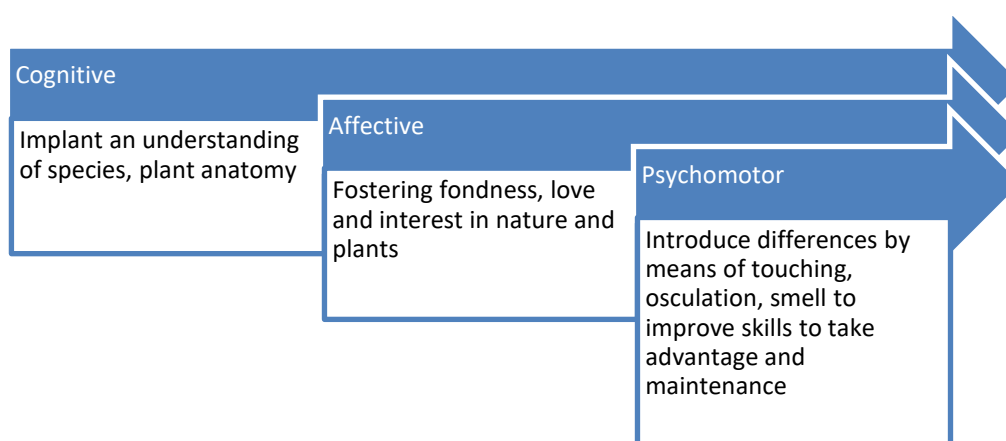 Cognitive
Implant an understanding
of species, plant anatomy
Affective
Fostering fondness, love
and interest in nature and
plants
Psychomotor
Introduce differences by
means of touching,
osculation, smell to
improve skills to take
advantage and
maintenance